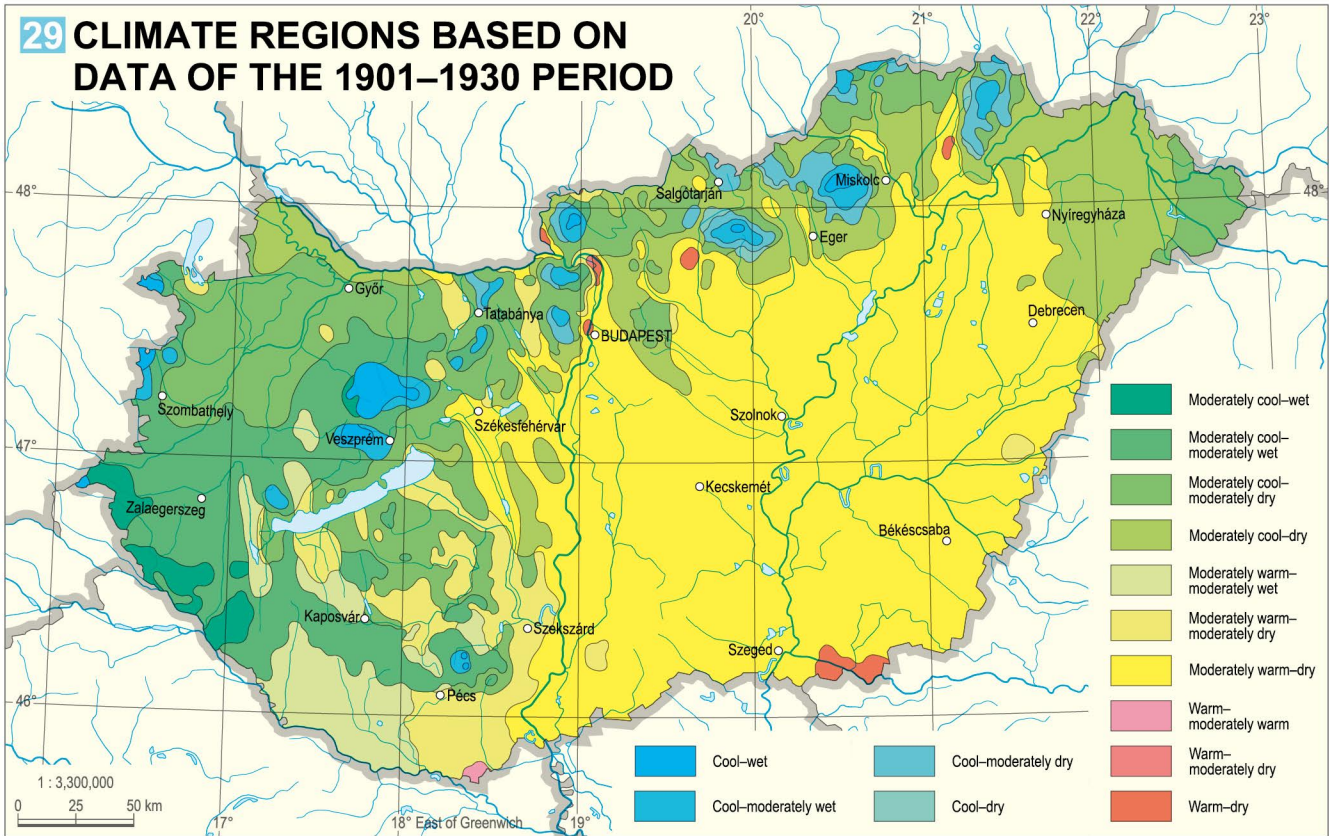 29 CLIMATE REGIONS BASED ON
DATA OF THE 1901–1930 PERIOD
20°
21°
22°
23°
48°
48°
47°
46°
17°
18° East of Greenwich
19°
Salgótarján
Miskolc
Nyíregyháza
Eger
Győr
Tatabánya
BUDAPEST
Debrecen
Szombathely
Székesfehérvár
Szolnok
Veszprém
Kecskemét
Zalaegerszeg
Békéscsaba
Kaposvár
Szekszárd
Szeged
Pécs
1 : 3,300,000
0 25 50 km
Cool–wet
Cool–moderately wet
Cool–moderately dry
Cool–dry
Moderately cool–wet
Moderately cool–
moderately wet
Moderately cool–
moderately dry
Moderately cool–dry
Moderately warm–
moderately wet
Moderately warm–
moderately dry
Moderately warm–dry
Warm–
moderately warm
Warm–
moderately dry
Warm–dry